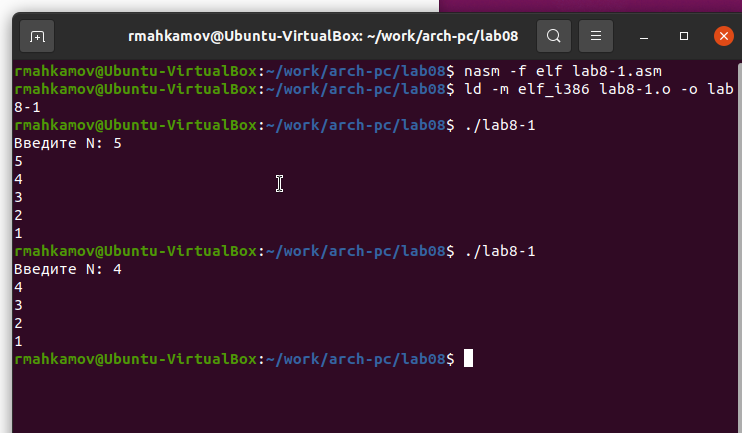 rmahkamov@Ubuntu-VirtualBox: ~/work/arch-pc/lab08
rmahkamov@Ubuntu-VirtualBox:~/work/arch-pc/lab08$ nasm -f elf lab8-1.asm
rmahkamov@Ubuntu-VirtualBox:~/work/arch-pc/lab08$ ld -m elf_i386 lab8-1.o -o lab
8-1
rmahkamov@Ubuntu-VirtualBox:~/work/arch-pc/lab08$ ./lab8-1
Введите N: 5
5
4
3
2
1
rmahkamov@Ubuntu-VirtualBox:~/work/arch-pc/lab08$ ./lab8-1
Введите N: 4
4
3
2
1
rmahkamov@Ubuntu-VirtualBox:~/work/arch-pc/lab08$